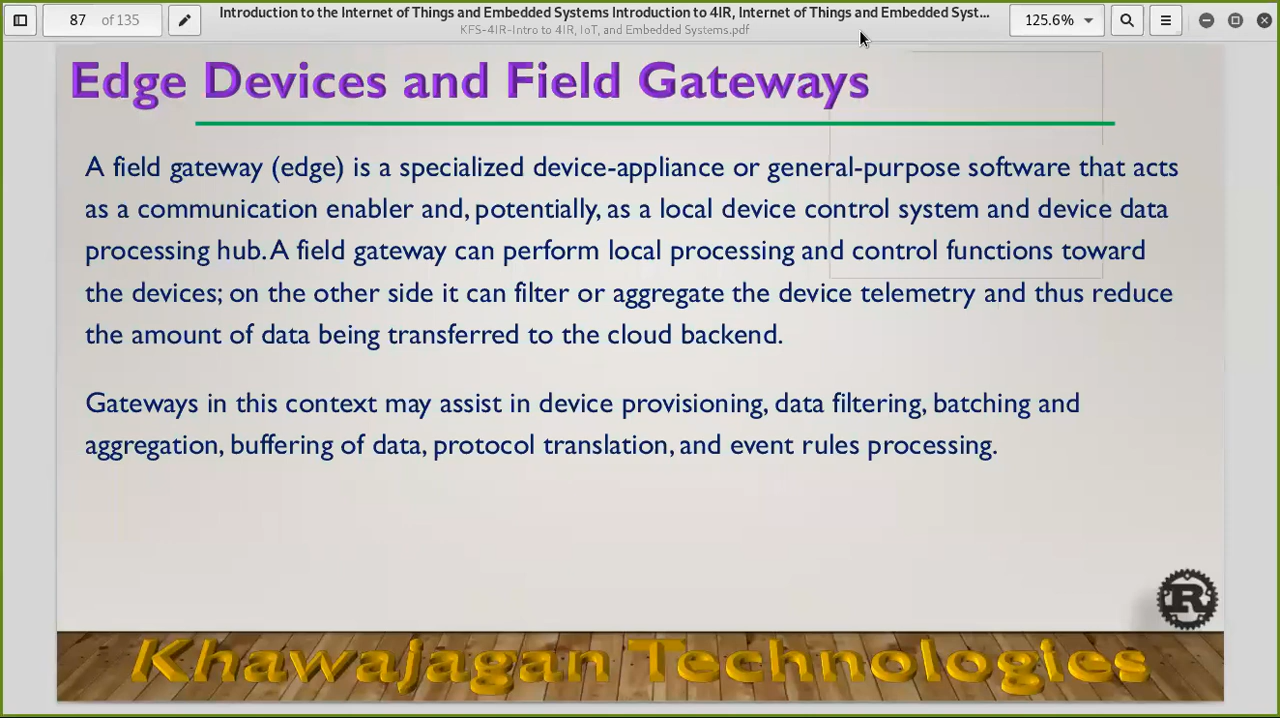 87 of 135
Introduction to the Internet of Things and Embedded Systems Introduction to 4IR, Internet of Things and Embedded Syst...
KFS-4IR-Intro to 4IR, IoT, and Embedded Systems.pdf
125.6%
Edge Devices and Field Gateways
A field gateway (edge) is a specialized device-appliance or general-purpose software that acts
as a communication enabler and, potentially, as a local device control system and device data
processing hub. A field gateway can perform local processing and control functions toward
the devices; on the other side it can filter or aggregate the device telemetry and thus reduce
the amount of data being transferred to the cloud backend.
Gateways in this context may assist in device provisioning, data filtering, batching and
aggregation, buffering of data, protocol translation, and event rules processing.
R
Khawajagan Technologies